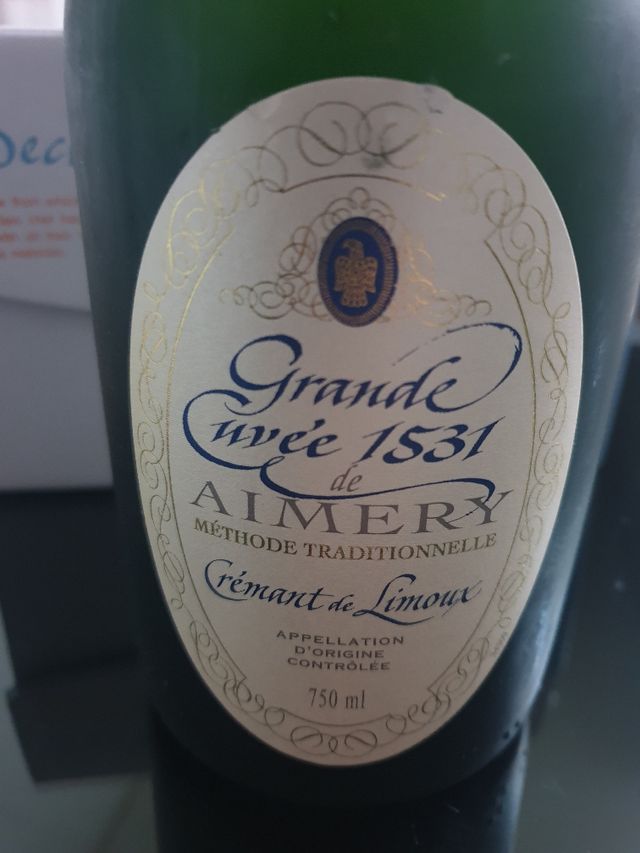 Grande
Cuvée 1531
de
AIMERY
MÉTHODE TRADITIONNELLE
Crémant de Limoux
APPELLATION
D'ORIGINE
CONTRÔLÉE
750 ml